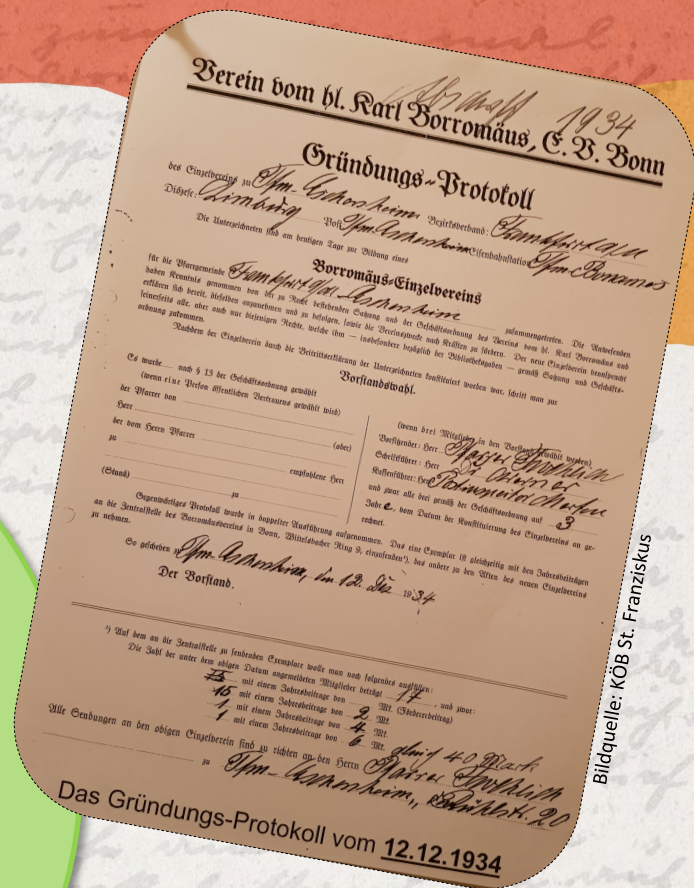 Abschrift 1934
Verein vom hl. Karl Borromäus, E. V. Bonn
Gründungs-Protokoll
des Einzelvereins zu Ffm-Eschersheim Bezirksverband: Frankfurt a/M
Diözese: Limburg Post Ffm-Eschersheim Eisenbahnstation Ffm-Bonames
Die Unterzeichneten sind am heutigen Tage zur Bildung eines
Borromäus-Einzelvereins
für die Pfarrgemeinde Frankfurt a/M-Eschersheim zusammengetreten. Die Anwesenden
haben Kenntnis genommen von der zu Recht bestehenden Satzung und der Geschäftsordnung des Vereins vom hl. Karl Borromäus und
erklären sich bereit, dieselben anzunehmen und zu befolgen, sowie die Vereinszwecke nach Kräften zu fördern. Der neue Einzelverein beansprucht
seinerseits alle, aber auch nur diejenigen Rechte, welche ihm — insbesondere bezüglich der Bibliotheksgaben — gemäß Satzung und Geschäfts-
ordnung zukommen.
Nachdem der Einzelverein durch die Beitrittserklärung der Unterzeichneten konstituiert worden war, schritt man zur
Vorstandswahl.
Es wurde nach § 13 der Geschäftsordnung gewählt
(wenn eine Person öffentlichen Vertrauens gewählt wird)
der Pfarrer von
Herr (aber)
der vom Herrn Pfarrer
zu empfohlene Herr
(Stand) zu
(wenn drei Mitglieder in den Vorstand gewählt werden)
Vorsitzender: Herr Pfarrer
Schriftführer: Herr
Kassenführer: Herr
und zwar alle drei gemäß der Geschäftsordnung auf 3
Jahre, vom Datum der Konstituierung des Einzelvereins an ge-
rechnet.
Gegenwärtiges Protokoll wurde in doppelter Ausführung aufgenommen. Das eine Exemplar ist gleichzeitig mit den Jahresbeiträgen
an die Zentralstelle des Borromäusvereins in Bonn, Wittelsbacher Ring 9, einzusenden¹), das andere zu den Akten des neuen Einzelvereins
zu nehmen.
So geschehen zu Ffm-Eschersheim, den 12. Dez 1934
Der Vorstand.
¹) Auf dem an die Zentralstelle zu sendenden Exemplare wolle man noch folgendes ausfüllen:
Die Zahl der unter dem obigen Datum angemeldeten Mitglieder beträgt 17, und zwar:
15 mit einem Jahresbeitrage von 2 Mk. (Förderbeitrag)
1 mit einem Jahresbeitrage von 4 Mk.
1 mit einem Jahresbeitrage von 6 Mk. gleich 40 Mark
Alle Sendungen an den obigen Einzelverein sind zu richten an den Herrn Pfarrer
zu Ffm-Eschersheim, 20
Das Gründungs-Protokoll vom 12.12.1934
Bildquelle: KÖB St. Franziskus